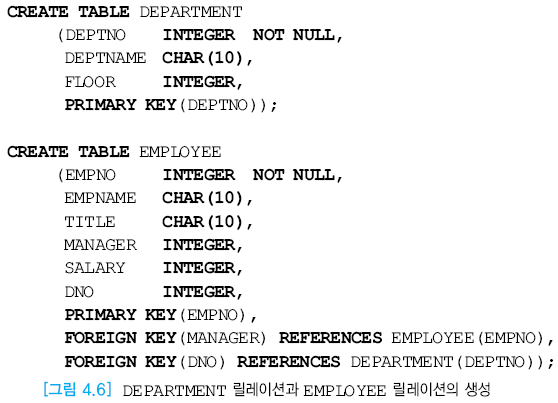 CREATE TABLE DEPARTMENT
(DEPTNO INTEGER NOT NULL,
DEPTNAME CHAR(10),
FLOOR INTEGER,
PRIMARY KEY(DEPTNO));
CREATE TABLE EMPLOYEE
(EMPNO INTEGER NOT NULL,
EMPNAME CHAR(10),
TITLE CHAR(10),
MANAGER INTEGER,
SALARY INTEGER,
DNO INTEGER,
PRIMARY KEY(EMPNO),
FOREIGN KEY(MANAGER) REFERENCES EMPLOYEE(EMPNO),
FOREIGN KEY(DNO) REFERENCES DEPARTMENT(DEPTNO));
[그림 4.6] DEPARTMENT 릴레이션과 EMPLOYEE 릴레이션의 생성